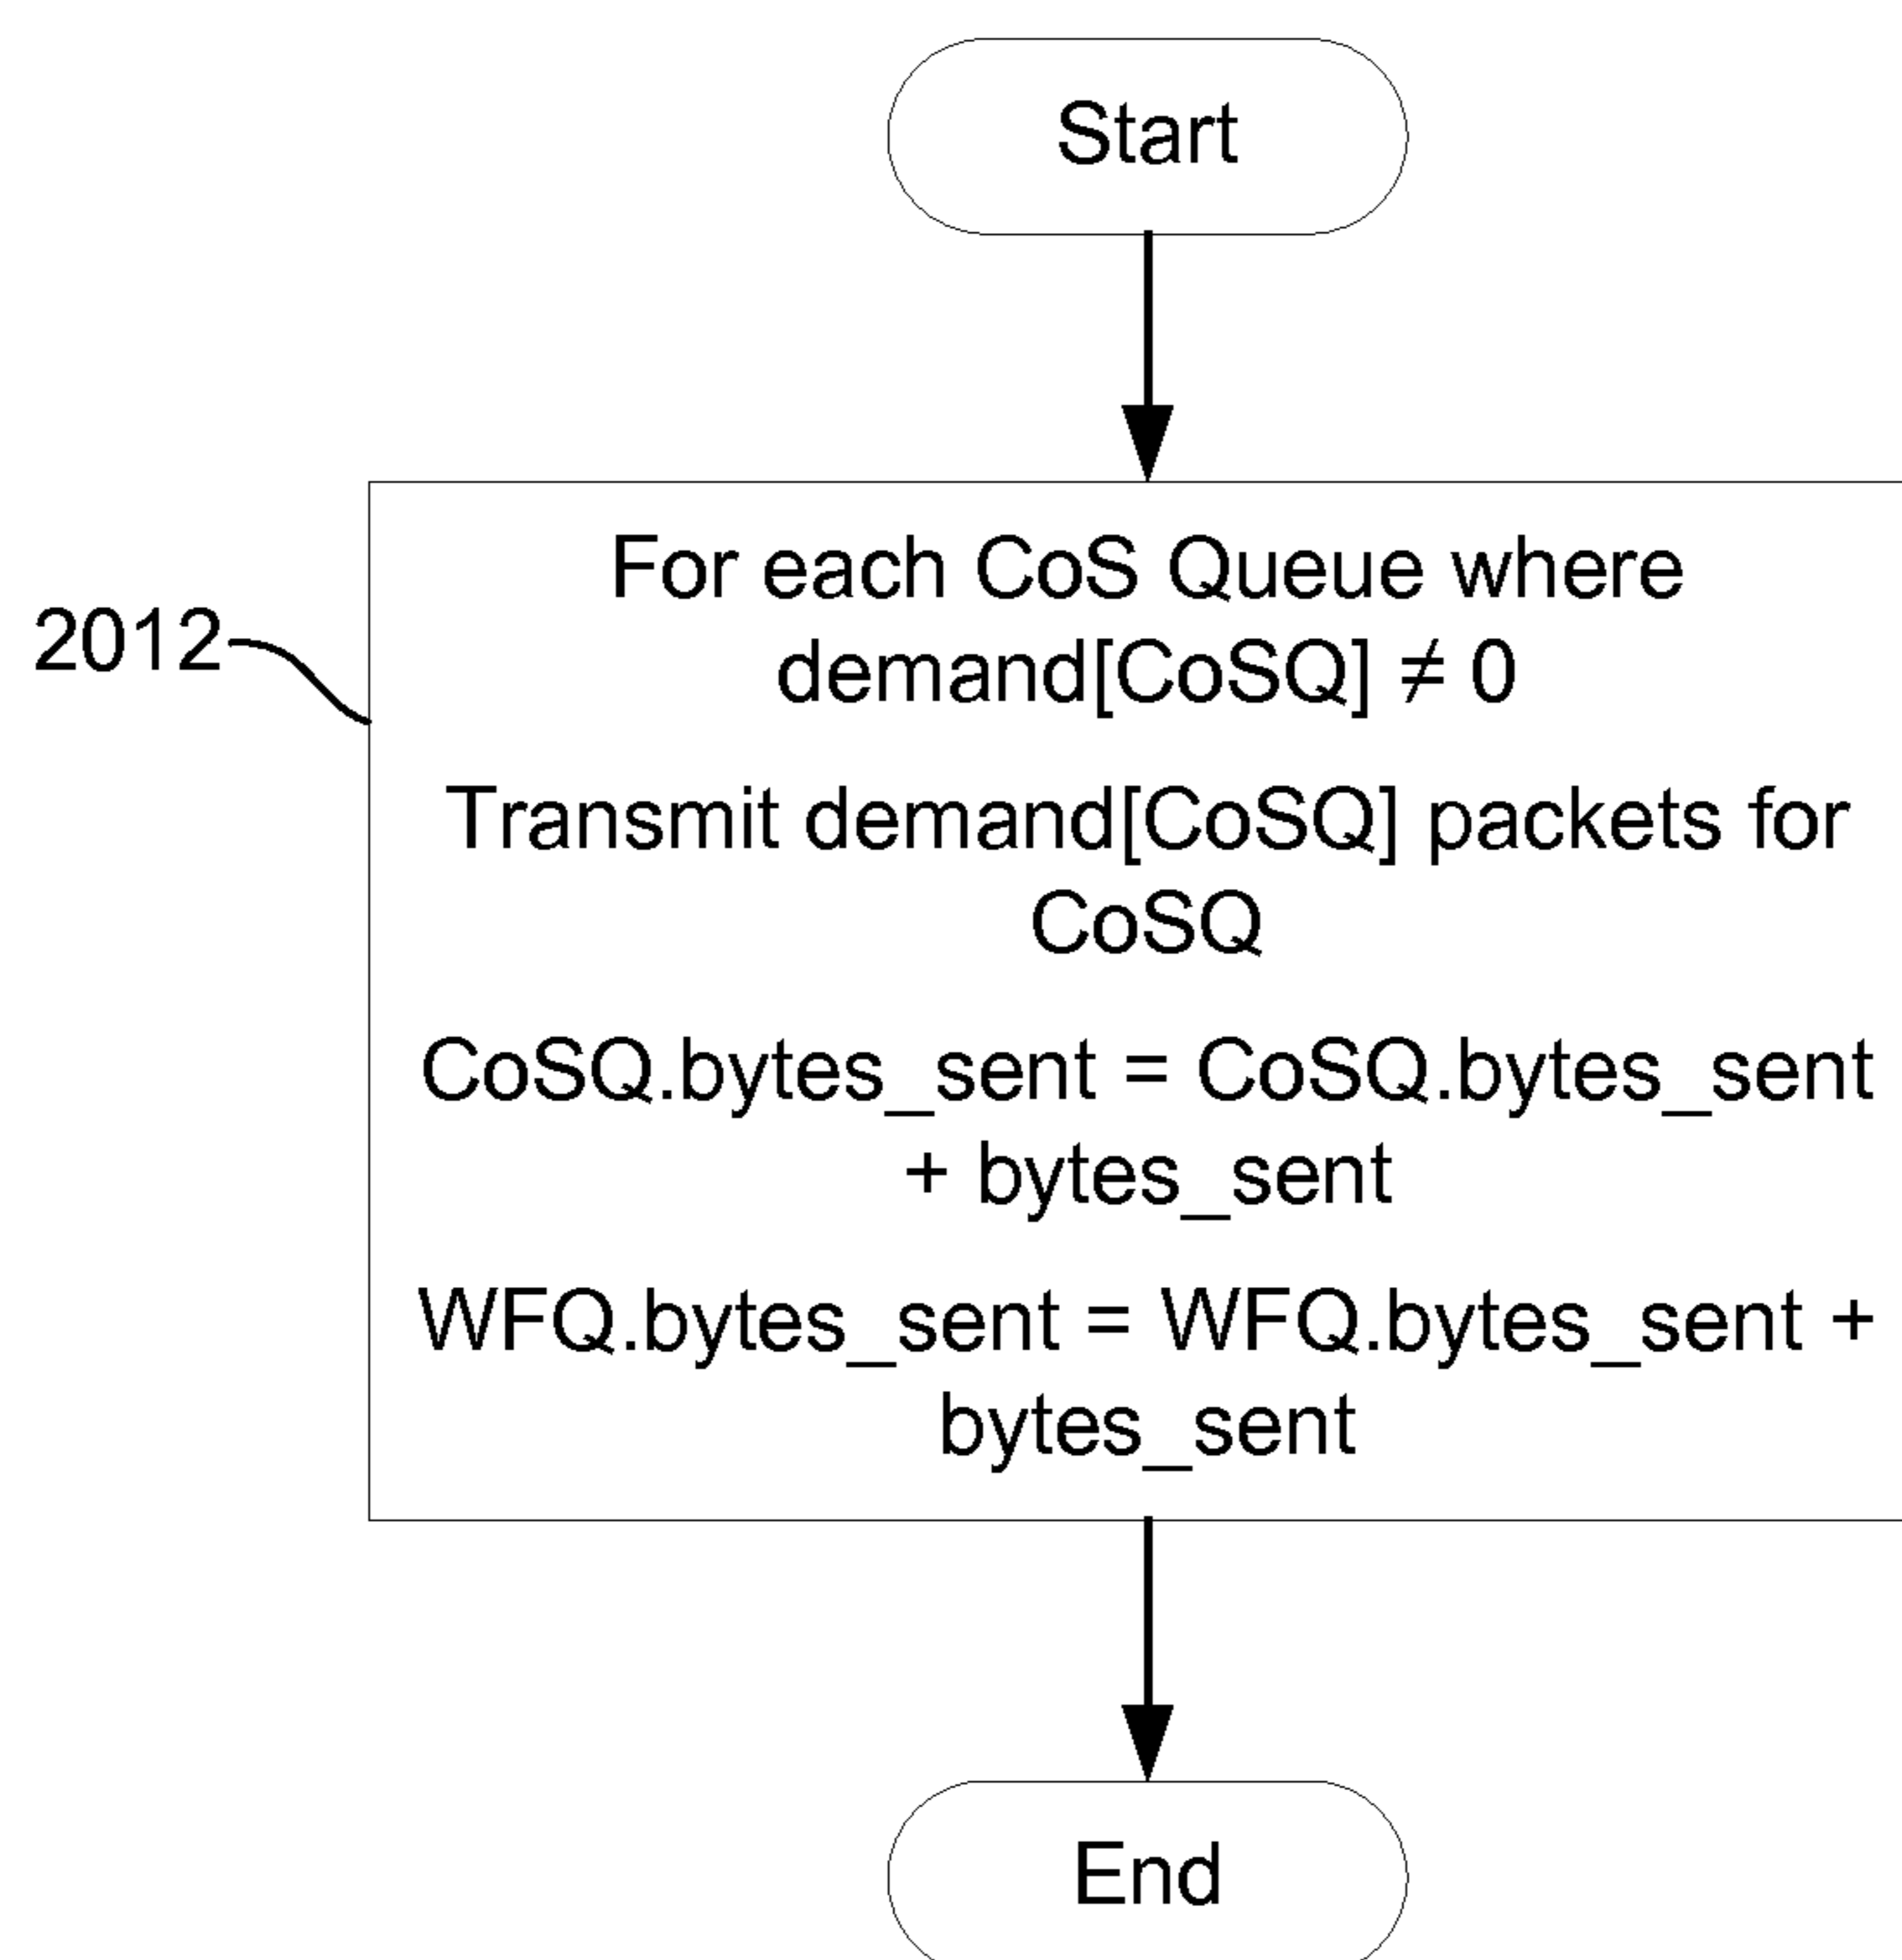 Start
For each CoS Queue where
demand[CoSQ] ≠ 0
2012
Transmit demand[CoSQ] packets for
CoSQ
CoSQ.bytes_sent = CoSQ.bytes_sent
+ bytes_sent
WFQ.bytes_sent = WFQ.bytes_sent +
bytes_sent
End